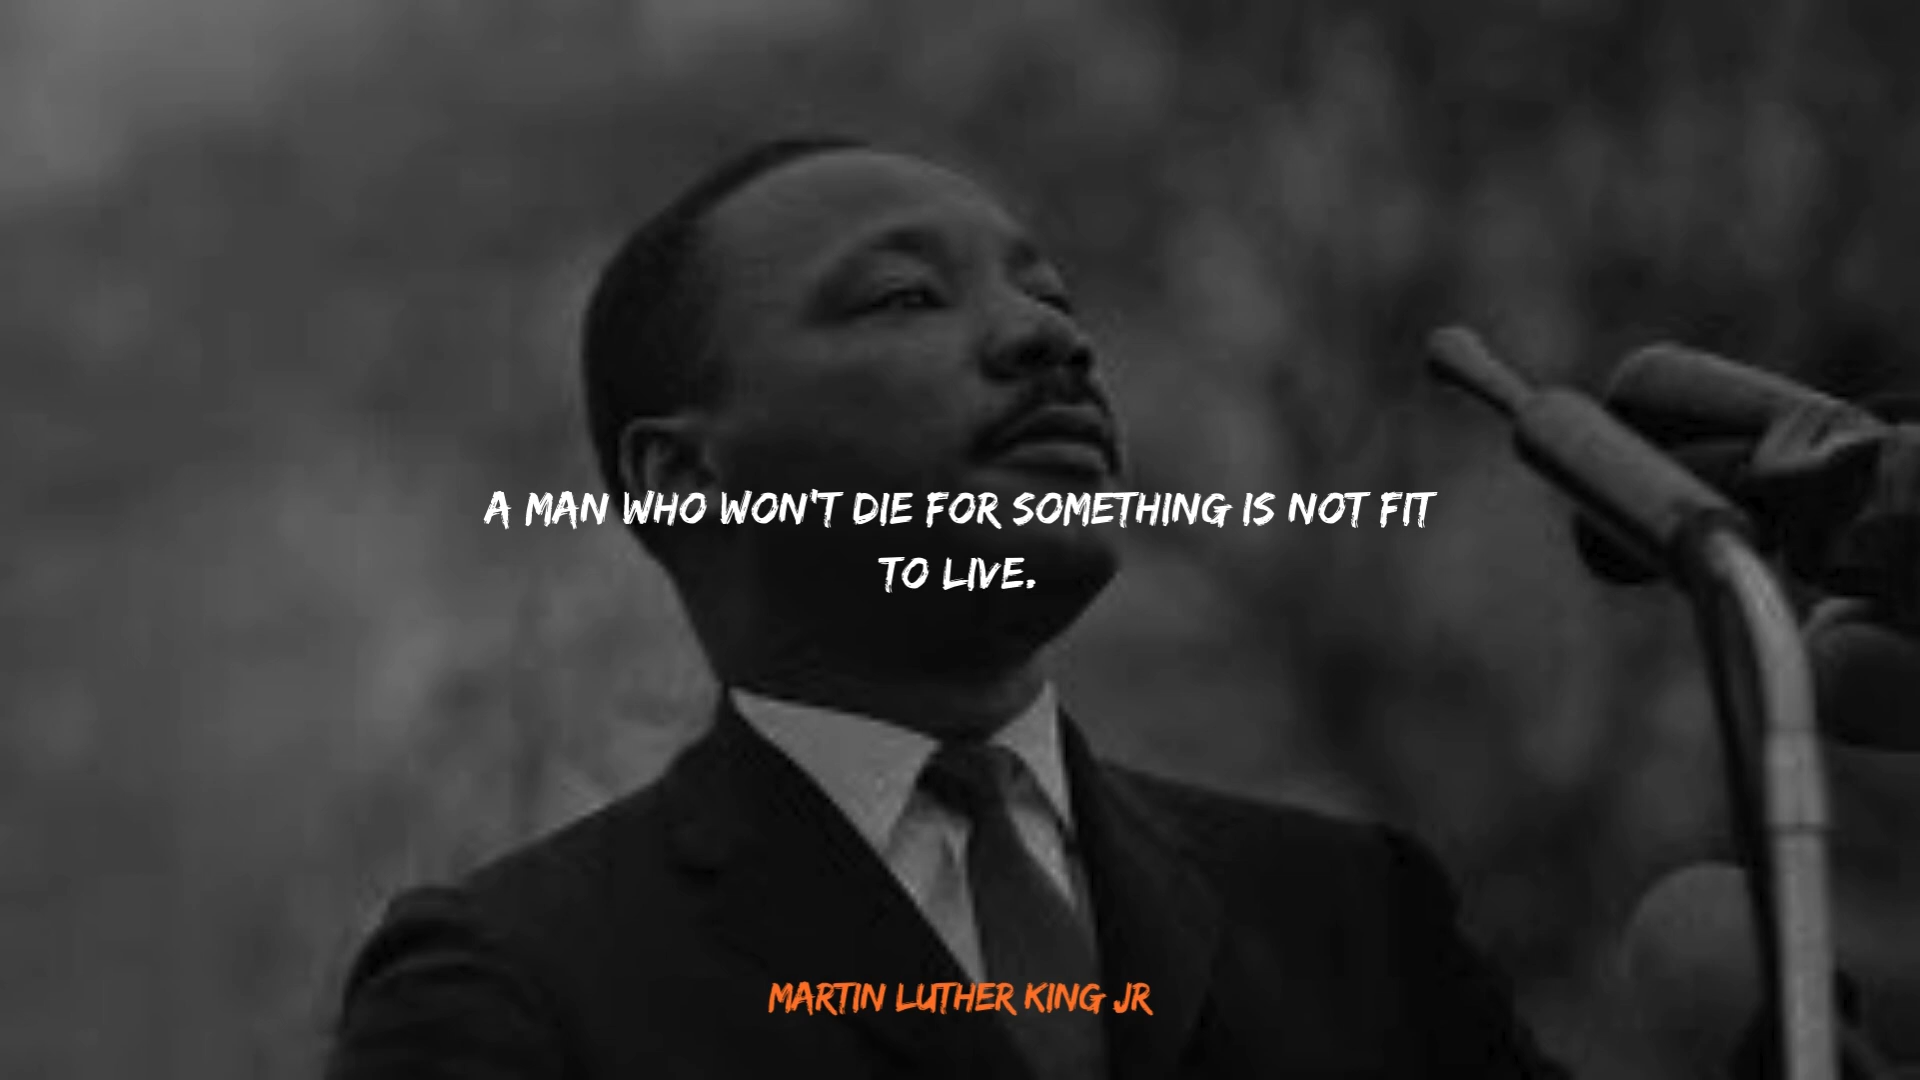 A MAN WHO WON'T DIE FOR SOMETHING IS NOT FIT
TO LIVE.
MARTIN LUTHER KING JR